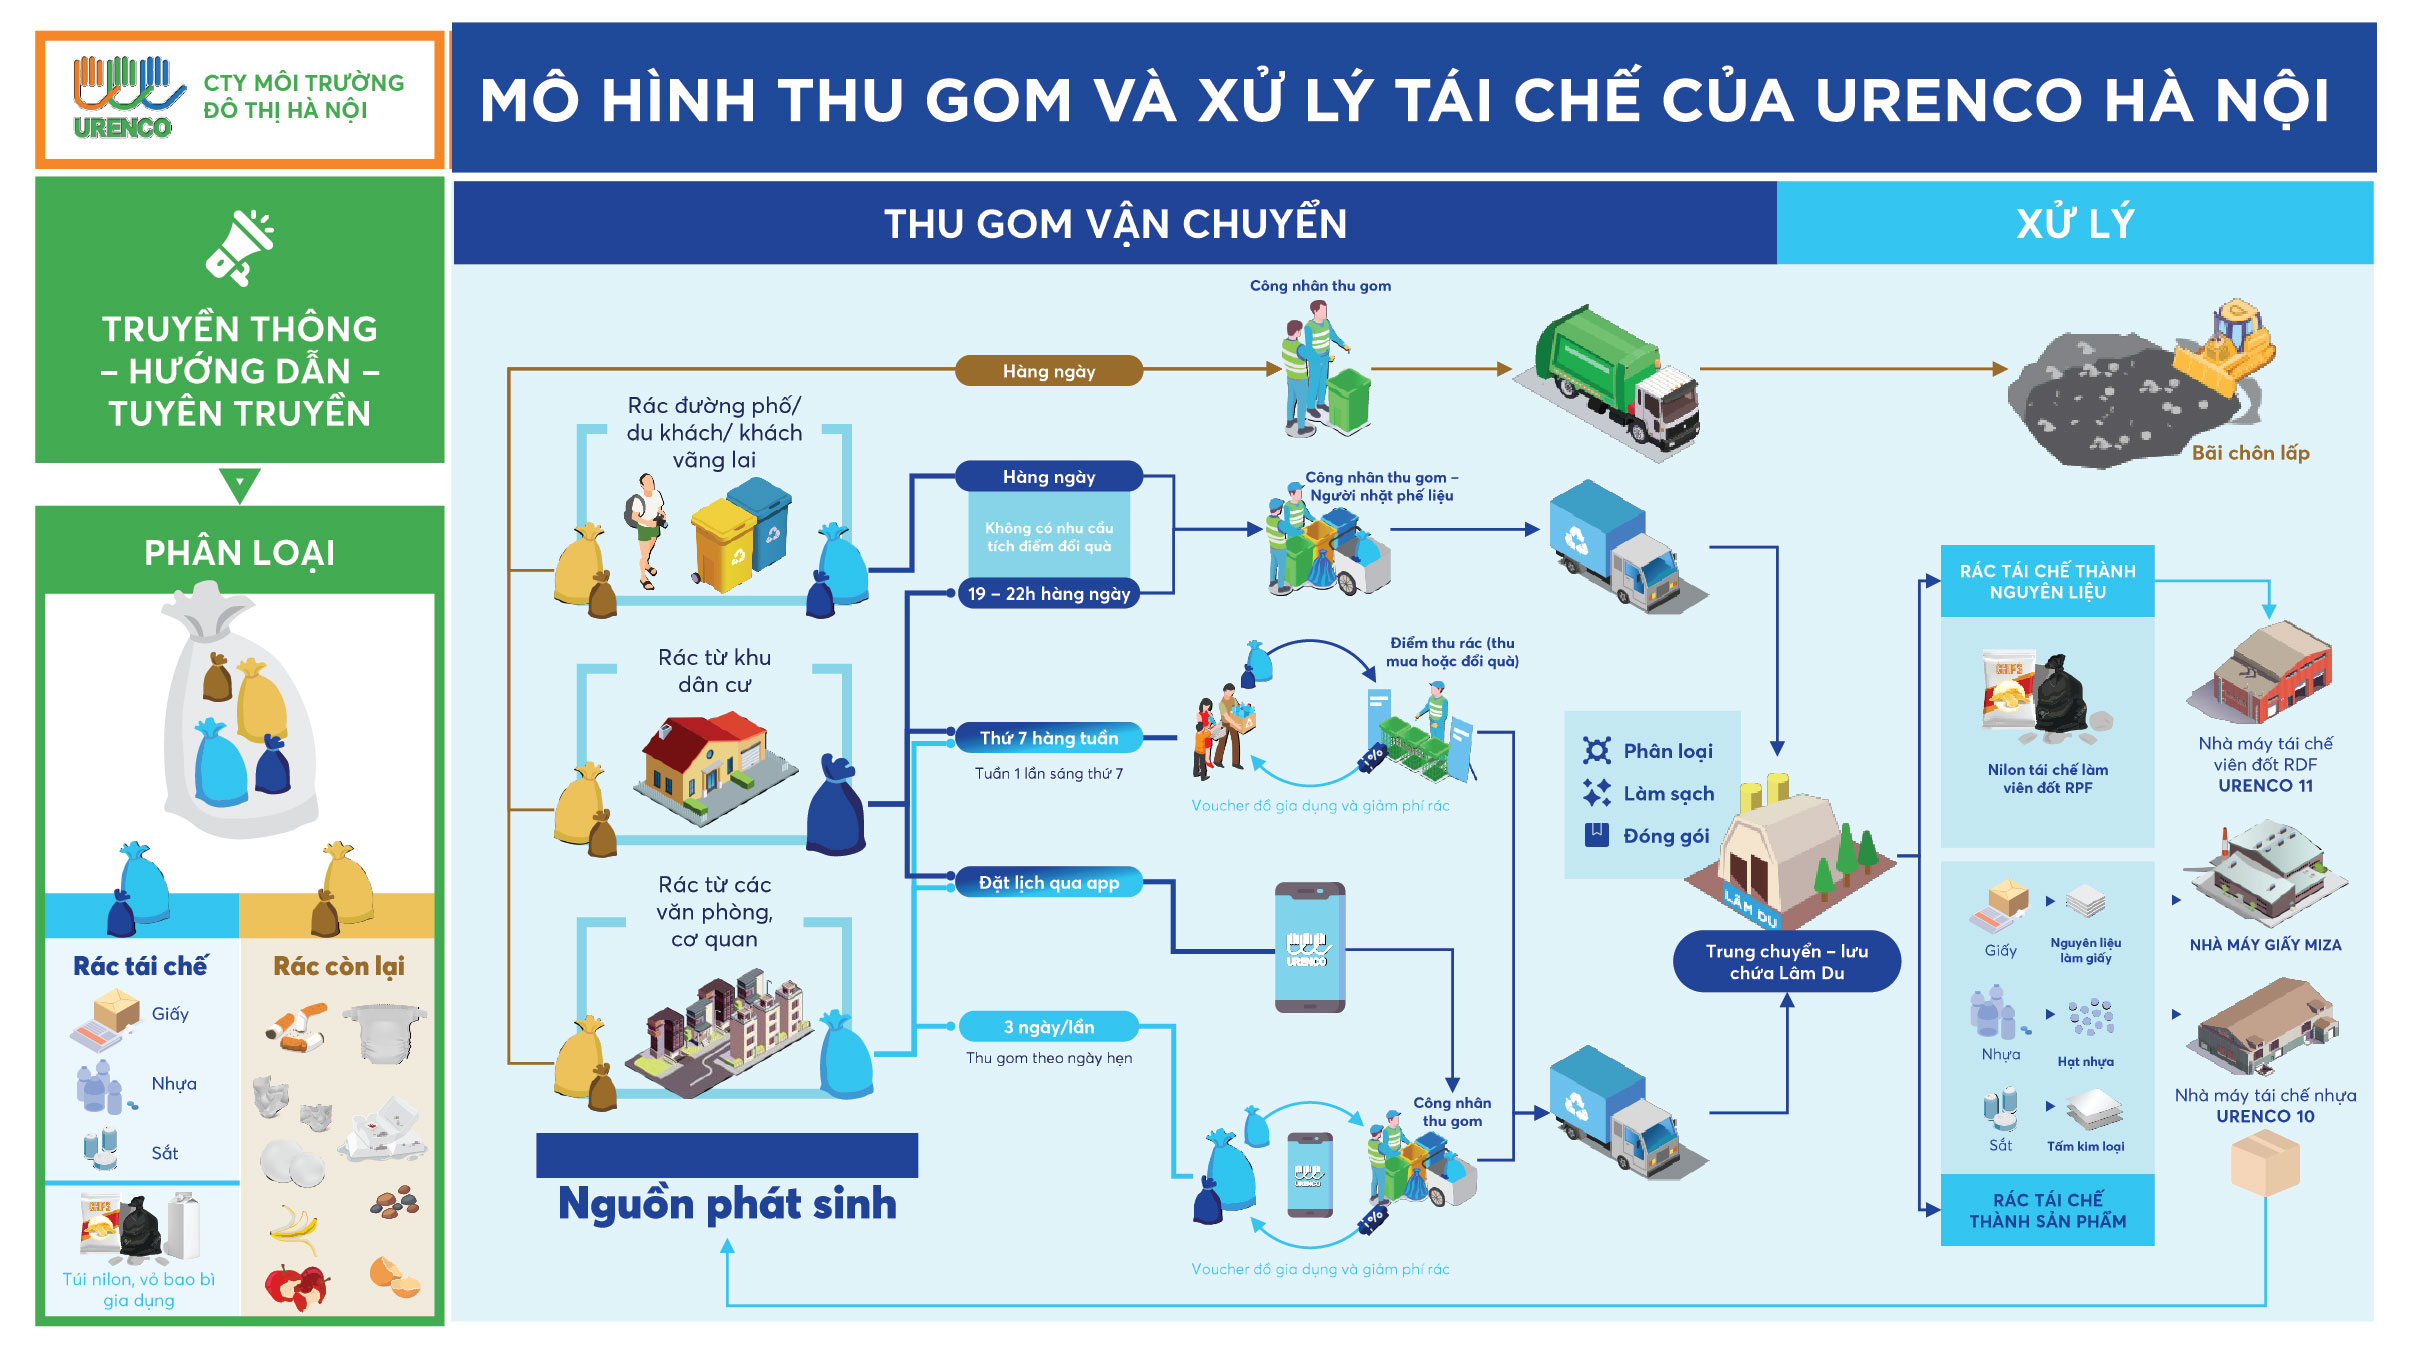 URENCO
CTY MÔI TRƯỜNG
ĐÔ THỊ HÀ NỘI
MÔ HÌNH THU GOM VÀ XỬ LÝ TÁI CHẾ CỦA URENCO HÀ NỘI
TRUYỀN THÔNG
– HƯỚNG DẪN –
TUYÊN TRUYỀN
PHÂN LOẠI
Rác tái chế
Giấy
Nhựa
Sắt
Túi nilon, vỏ bao bì
gia dụng
Rác còn lại
THU GOM VẬN CHUYỂN
XỬ LÝ
Công nhân thu gom
Hàng ngày
Bãi chôn lấp
Rác đường phố/
du khách/ khách
vãng lai
Hàng ngày
Không có nhu cầu
tích điểm đổi quà
19 – 22h hàng ngày
Công nhân thu gom –
Người nhặt phế liệu
Rác từ khu
dân cư
Thứ 7 hàng tuần
Tuần 1 lần sáng thứ 7
Điểm thu rác (thu
mua hoặc đổi quà)
%
Voucher đồ gia dụng và giảm phí rác
Rác từ các
văn phòng,
cơ quan
Đặt lịch qua app
URENCO
3 ngày/lần
Thu gom theo ngày hẹn
Công nhân
thu gom
URENCO
%
Voucher đồ gia dụng và giảm phí rác
Nguồn phát sinh
Phân loại
Làm sạch
Đóng gói
LÂM DU
Trung chuyển – lưu
chứa Lâm Du
RÁC TÁI CHẾ THÀNH
NGUYÊN LIỆU
CHIPS
Nilon tái chế làm
viên đốt RPF
Nhà máy tái chế
viên đốt RDF
URENCO 11
Giấy
Nguyên liệu
làm giấy
NHÀ MÁY GIẤY MIZA
Nhựa
Hạt nhựa
Nhà máy tái chế nhựa
URENCO 10
Sắt
Tấm kim loại
RÁC TÁI CHẾ
THÀNH SẢN PHẨM